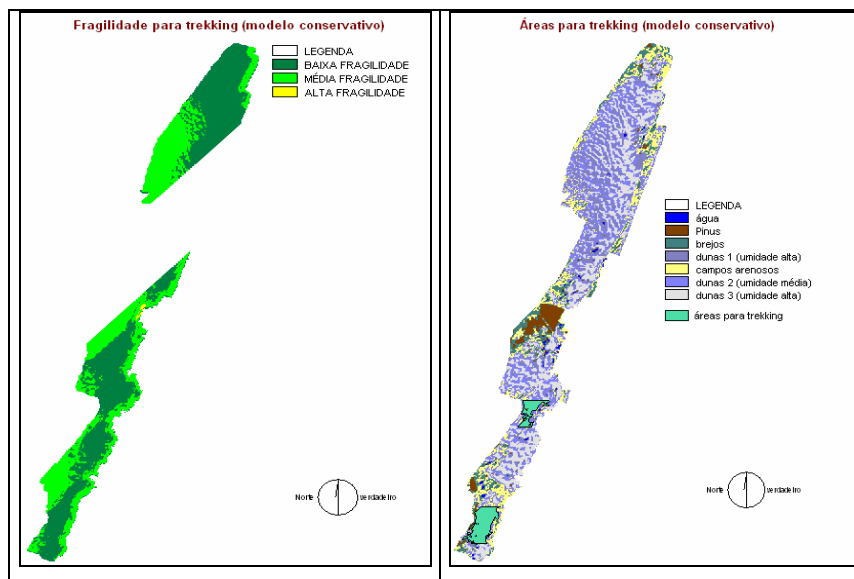 Fragilidade para trekking (modelo conservativo)
LEGENDA
BAIXA FRAGILIDADE
MÉDIA FRAGILIDADE
ALTA FRAGILIDADE
Norte verdadeiro
Áreas para trekking (modelo conservativo)
LEGENDA
água
Pinus
brejos
dunas 1 (umidade alta)
campos arenosos
dunas 2 (umidade média)
dunas 3 (umidade alta)
áreas para trekking
Norte verdadeiro